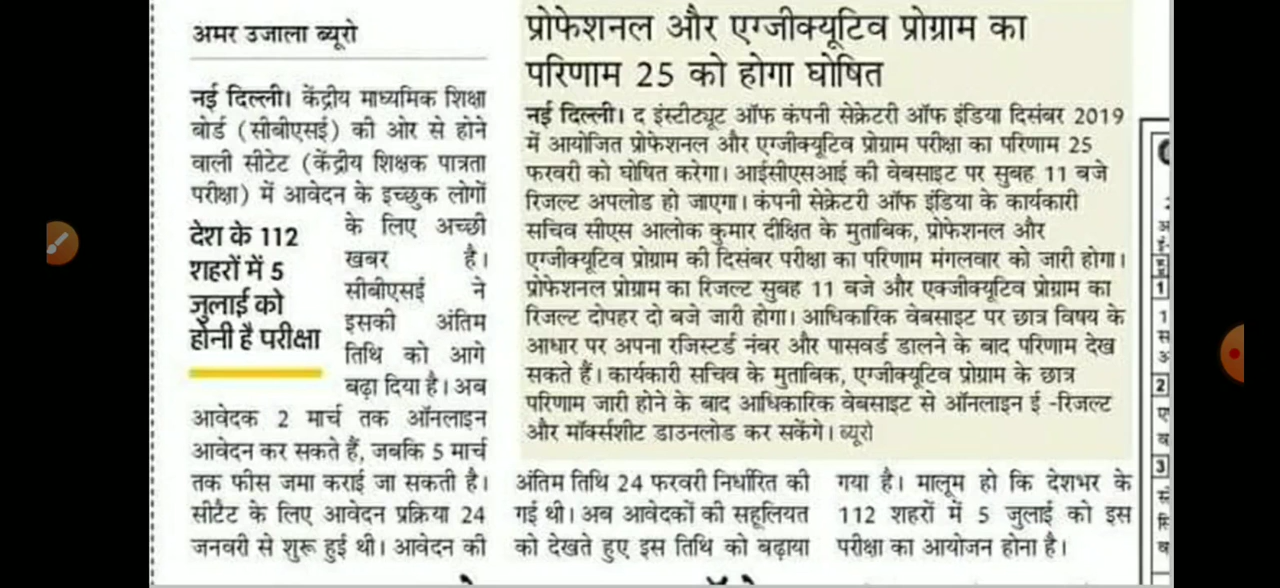 अमर उजाला ब्यूरो
नई दिल्ली। केंद्रीय माध्यमिक शिक्षा
बोर्ड (सीबीएसई) की ओर से होने
वाली सीटेट (केंद्रीय शिक्षक पात्रता
परीक्षा) में आवेदन के इच्छुक लोगों
के लिए अच्छी
खबर है।
सीबीएसई ने
इसकी अंतिम
तिथि को आगे
बढ़ा दिया है। अब
देश के 112
शहरों में 5
जुलाई को
होनी है परीक्षा
आवेदक 2 मार्च तक ऑनलाइन
आवेदन कर सकते हैं, जबकि 5 मार्च
तक फीस जमा कराई जा सकती है।
सीटैट के लिए आवेदन प्रक्रिया 24
जनवरी से शुरू हुई थी। आवेदन की
अंतिम तिथि 24 फरवरी निर्धारित की
गई थी। अब आवेदकों की सहूलियत
को देखते हुए इस तिथि को बढ़ाया
गया है। मालूम हो कि देशभर के
112 शहरों में 5 जुलाई को इस
परीक्षा का आयोजन होना है।
प्रोफेशनल और एग्जीक्यूटिव प्रोग्राम का
परिणाम 25 को होगा घोषित
नई दिल्ली। द इंस्टीट्यूट ऑफ कंपनी सेक्रेटरी ऑफ इंडिया दिसंबर 2019
में आयोजित प्रोफेशनल और एग्जीक्यूटिव प्रोग्राम परीक्षा का परिणाम 25
फरवरी को घोषित करेगा। आईसीएसआई की वेबसाइट पर सुबह 11 बजे
रिजल्ट अपलोड हो जाएगा। कंपनी सेक्रेटरी ऑफ इंडिया के कार्यकारी
सचिव सीएस आलोक कुमार दीक्षित के मुताबिक, प्रोफेशनल और
एग्जीक्यूटिव प्रोग्राम की दिसंबर परीक्षा का परिणाम मंगलवार को जारी होगा।
प्रोफेशनल प्रोग्राम का रिजल्ट सुबह 11 बजे और एक्जीक्यूटिव प्रोग्राम का
रिजल्ट दोपहर दो बजे जारी होगा। आधिकारिक वेबसाइट पर छात्र विषय के
आधार पर अपना रजिस्टर्ड नंबर और पासवर्ड डालने के बाद परिणाम देख
सकते हैं। कार्यकारी सचिव के मुताबिक, एग्जीक्यूटिव प्रोग्राम के छात्र
परिणाम जारी होने के बाद आधिकारिक वेबसाइट से ऑनलाइन ई -रिजल्ट
और मॉर्क्सशीट डाउनलोड कर सकेंगे। ब्यूरो
1
2
3